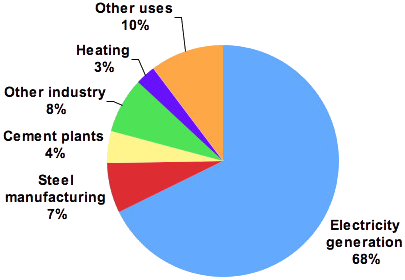 Other uses
10%
Heating
3%
Other industry
8%
Cement plants
4%
Steel
manufacturing
7%
Electricity
generation
68%